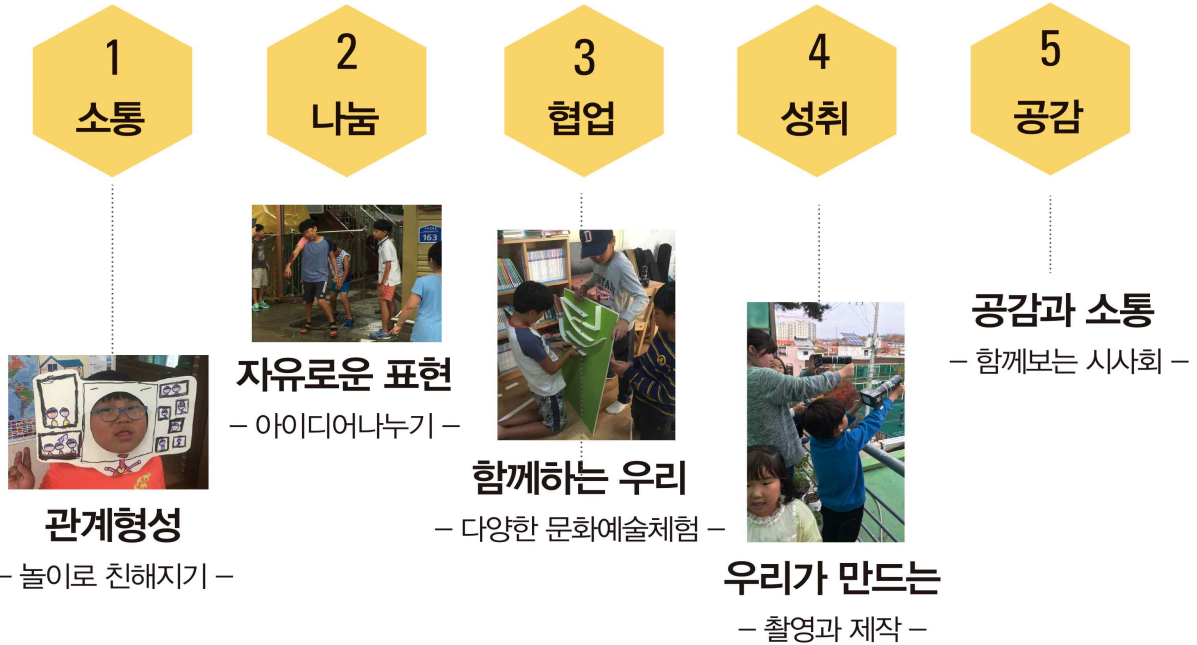 1
소통
관계형성
– 놀이로 친해지기 –
2
나눔
163
자유로운 표현
– 아이디어나누기 –
3
협업
함께하는 우리
– 다양한 문화예술체험 –
4
성취
우리가 만드는
– 촬영과 제작 –
5
공감
공감과 소통
– 함께보는 시사회 –